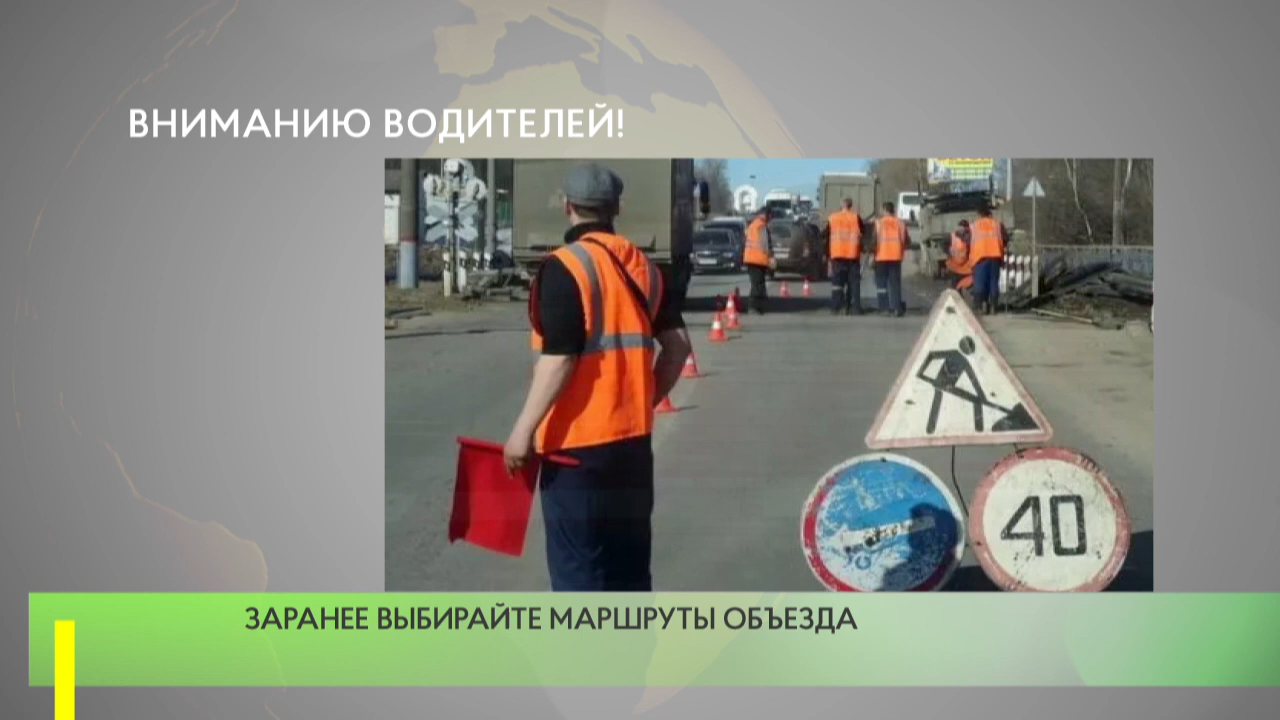 ВНИМАНИЮ ВОДИТЕЛЕЙ!
40
ЗАРАНЕЕ ВЫБИРАЙТЕ МАРШРУТЫ ОБЪЕЗДА